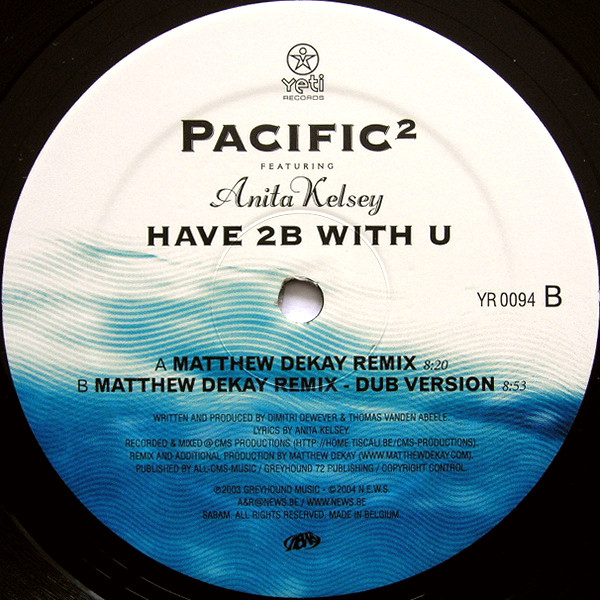 Yeti
RECORDS
PACIFIC²
FEATURING
Anita Kelsey
HAVE 2B WITH U
YR 0094 B
A MATTHEW DEKAY REMIX 8:20
B MATTHEW DEKAY REMIX - DUB VERSION 8:53
WRITTEN AND PRODUCED BY DIMITRI DEWEVER & THOMAS VANDEN ABEELE.
LYRICS BY ANITA KELSEY.
RECORDED & MIXED @ CMS PRODUCTIONS (HTTP://HOME.TISCALI.BE/CMS-PRODUCTIONS).
REMIX AND ADDITIONAL PRODUCTION BY MATTHEW DEKAY (WWW.MATTHEWDEKAY.COM).
PUBLISHED BY ALL-CMS-MUSIC / GREYHOUND 72 PUBLISHING / COPYRIGHT CONTROL.
℗ 2003 GREYHOUND MUSIC - © 2004 N.E.W.S.
A&R@NEWS.BE / WWW.NEWS.BE
SABAM. ALL RIGHTS RESERVED. MADE IN BELGIUM.